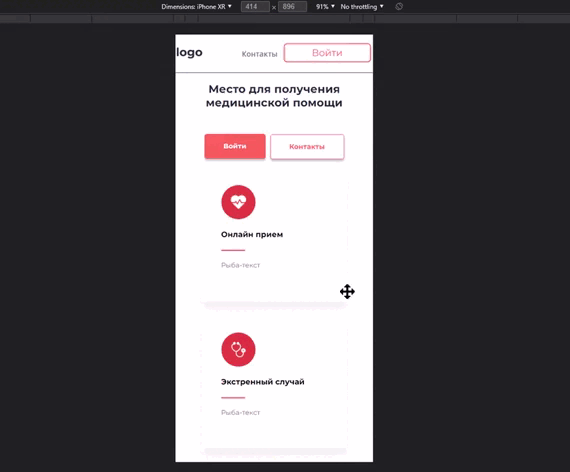 Dimensions: iPhone XR ▼ 414 x 896 91% ▼ No throttling ▼
logo Контакты Войти
Место для получения
медицинской помощи
Войти Контакты
Онлайн прием
Рыба-текст
Экстренный случай
Рыба-текст